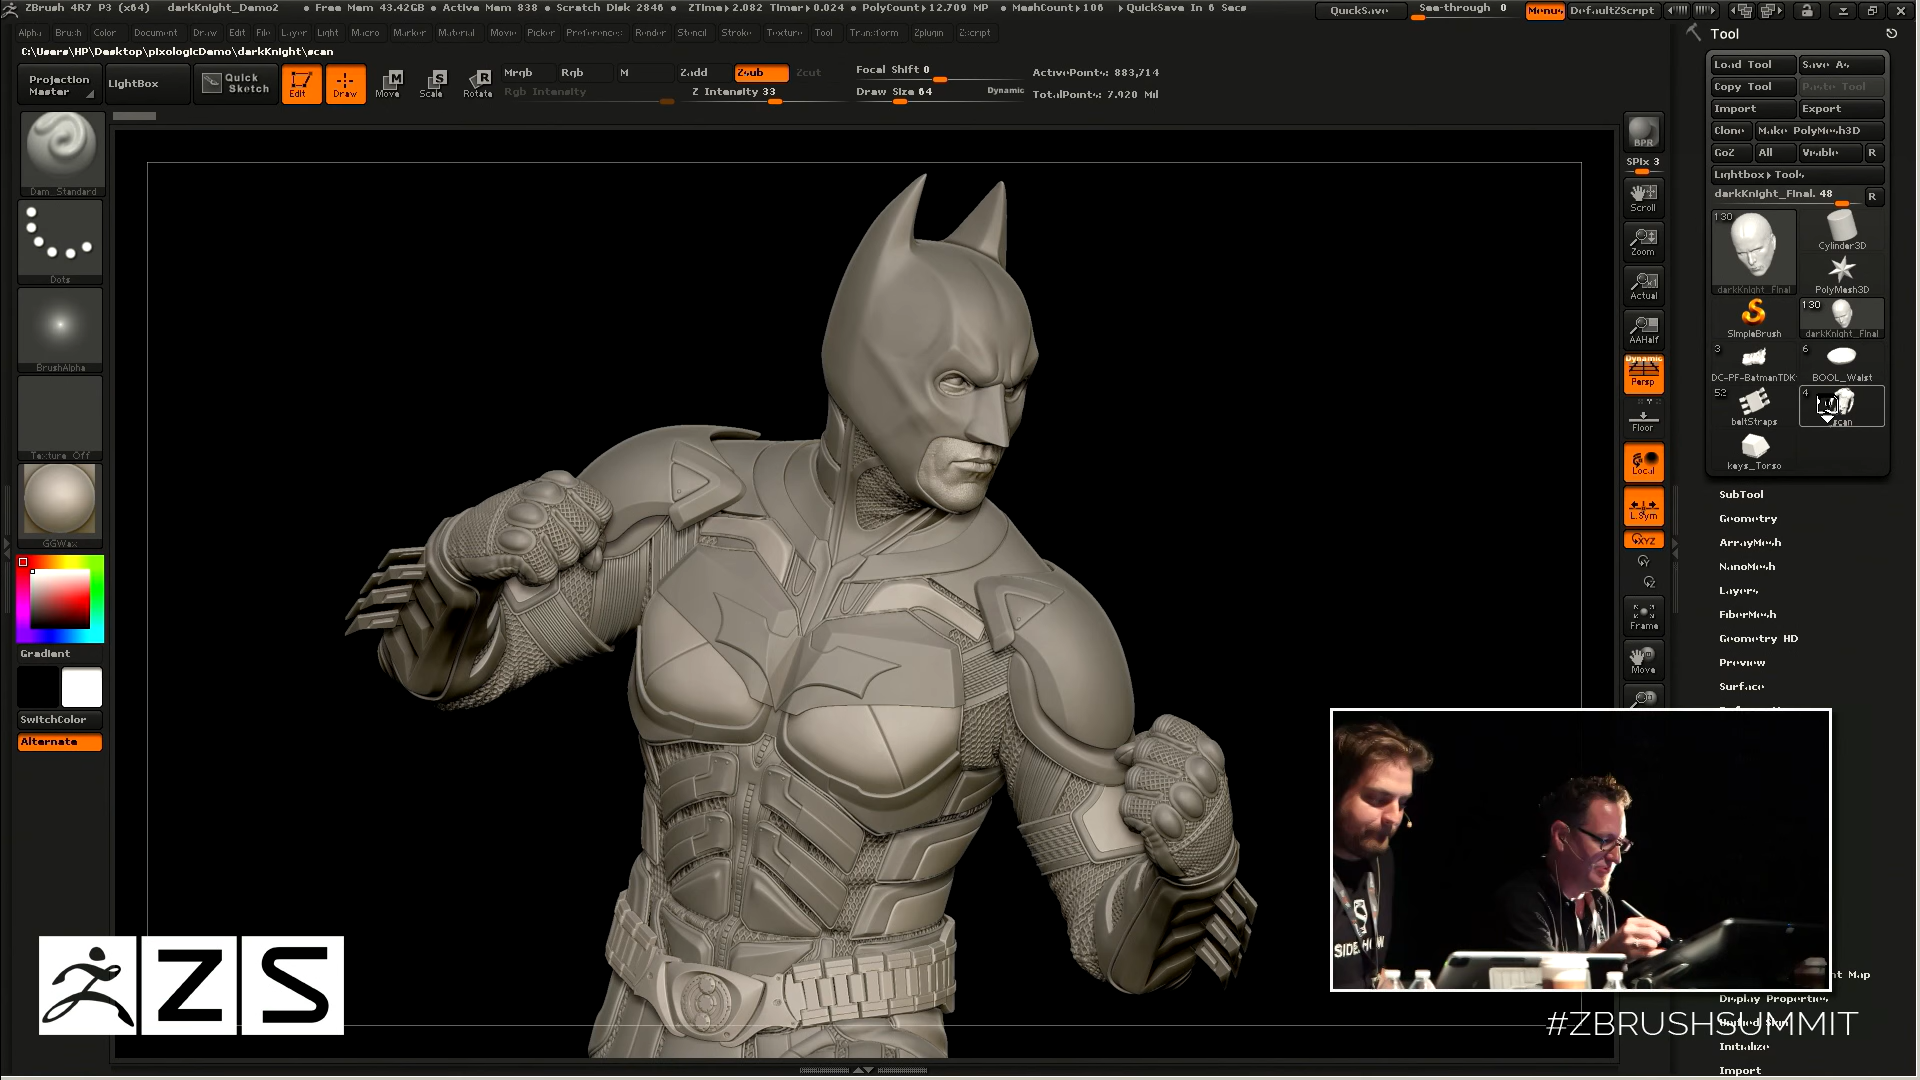 ZBrush 4R7 P3 (x64) darkKnight_Demo2 • Free Mem 43.42GB • Active Mem 838 • Scratch Disk 2846 • ZTime▸2.082 Timer▸0.024 • PolyCount▸12.709 MP • MeshCount▸106 ▸QuickSave In 6 Secs QuickSave See-through 0 Menus DefaultZScript
Alpha Brush Color Document Draw Edit File Layer Light Macro Marker Material Movie Picker Preferences Render Stencil Stroke Texture Tool Transform Zplugin Zscript
C:\Users\HP\Desktop\pixologicDemo\darkKnight\scan
Projection Master
LightBox
Quick Sketch
Edit
Draw
Move
Scale
Rotate
Mrgb Rgb M
Rgb Intensity
Zadd Zsub Zcut
Z Intensity 33
Focal Shift 0
Draw Size 64
Dynamic
ActivePoints: 883,714
TotalPoints: 7.920 Mil
Dam_Standard
Dots
BrushAlpha
Texture Off
GGWax
Gradient
SwitchColor
Alternate
BPR
SPix 3
Scroll
Zoom
Actual
AAHalf
Dynamic
Persp
Floor
Local
L.Sym
XYZ
Frame
Move
Tool
Load Tool Save As
Copy Tool Paste Tool
Import Export
Clone Make PolyMesh3D
GoZ All Visible R
Lightbox▸Tools
darkKnight_Final. 48 R
130
darkKnight_Final
Cylinder3D
PolyMesh3D
SimpleBrush
130
darkKnight_Final
3
DC-PF-BatmanTDK
6
BOOL_Waist
52
beltStraps
4
scan
keys_Torso
SubTool
Geometry
ArrayMesh
NanoMesh
Layers
FiberMesh
Geometry HD
Preview
Surface
Display Properties
Initialize
Import
SIDESHOW
ZS
#ZBRUSHSUMMIT